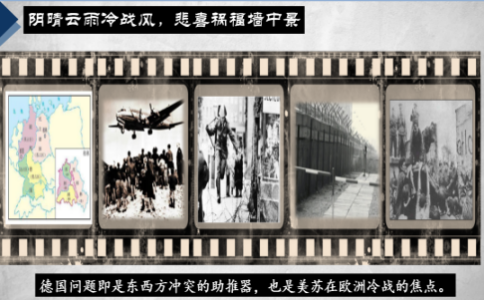 阴晴云雨冷战风，悲喜祸福墙中景
德国问题即是东西方冲突的助推器，也是美苏在欧洲冷战的焦点。